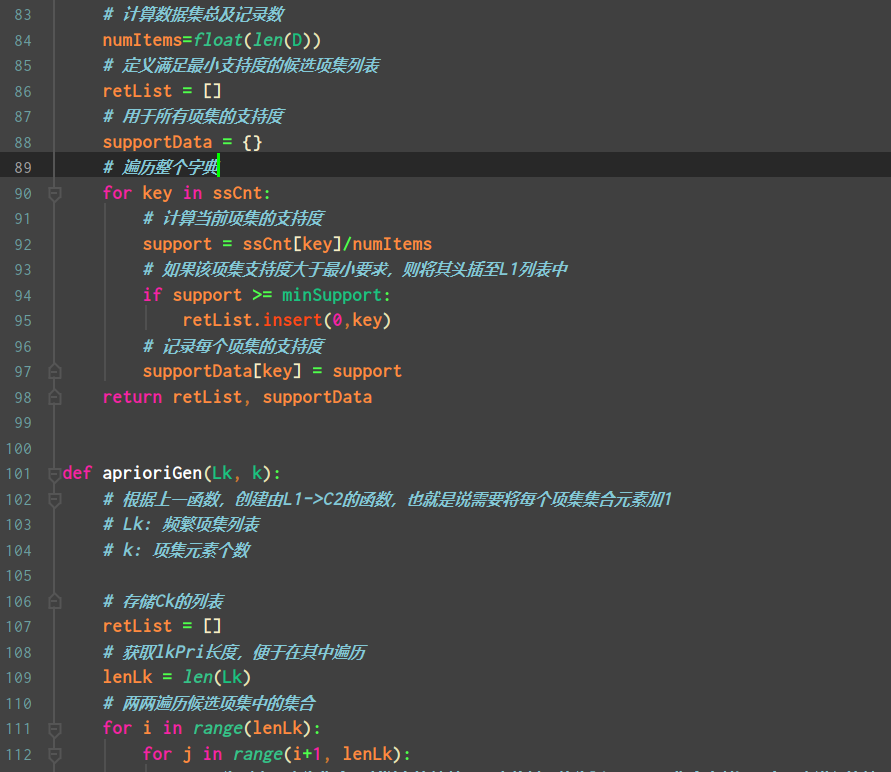 83 # 计算数据集总及记录数
84 numItems=float(len(D))
85 # 定义满足最小支持度的候选项集列表
86 retList = []
87 # 用于所有项集的支持度
88 supportData = {}
89 # 遍历整个字典
90 for key in ssCnt:
91 # 计算当前项集的支持度
92 support = ssCnt[key]/numItems
93 # 如果该项集支持度大于最小要求，则将其头插至L1列表中
94 if support >= minSupport:
95 retList.insert(0,key)
96 # 记录每个项集的支持度
97 supportData[key] = support
98 return retList, supportData
99
100
101 def aprioriGen(Lk, k):
102 # 根据上一函数，创建由L1->C2的函数，也就是说需要将每个项集集合元素加1
103 # Lk: 频繁项集列表
104 # k: 项集元素个数
105
106 # 存储Ck的列表
107 retList = []
108 # 获取lkPri长度，便于在其中遍历
109 lenLk = len(Lk)
110 # 两两遍历候选项集中的集合
111 for i in range(lenLk):
112 for j in range(i+1, lenLk):